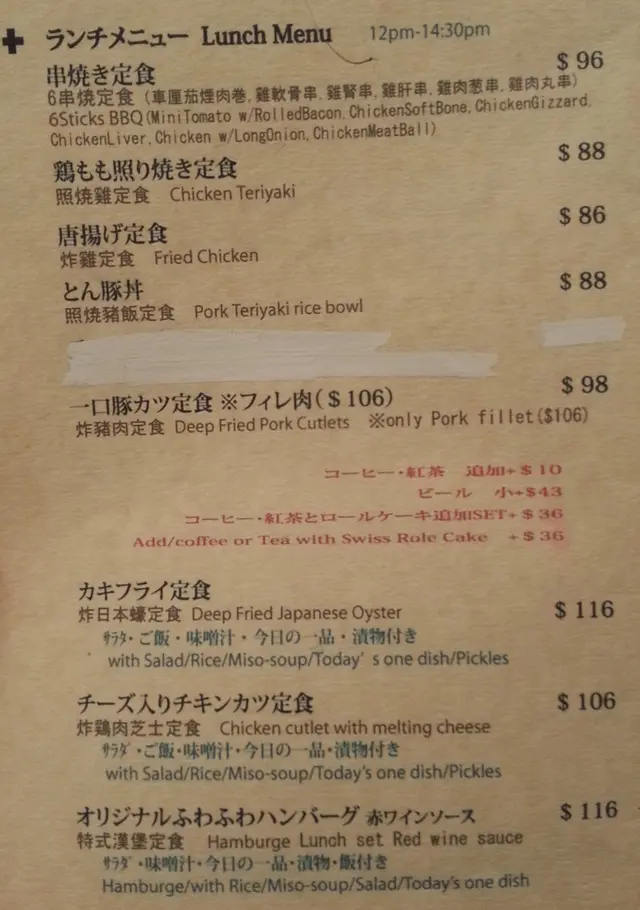 ランチメニュー Lunch Menu 12pm-14:30pm
串焼き定食 $ 96
6串焼定食 (車厘茄煙肉巻, 雞軟骨串, 雞腎串, 雞肝串, 雞肉葱串, 雞肉丸串)
6Sticks BBQ(MiniTomato w/RolledBacon, ChickenSoftBone, ChickenGizzard,
ChickenLiver, Chicken w/LongOnion, ChickenMeatBall)
鶏もも照り焼き定食 $ 88
照焼雞定食 Chicken Teriyaki
唐揚げ定食 $ 86
炸雞定食 Fried Chicken
とん豚丼 $ 88
照焼豬飯定食 Pork Teriyaki rice bowl
一口豚カツ定食 ※フィレ肉($ 106) $ 98
炸豬肉定食 Deep Fried Pork Cutlets ※only Pork fillet($106)
コーヒー・紅茶 追加+$ 10
ビール 小+$43
コーヒー・紅茶とロールケーキ追加SET+$ 36
Add/coffee or Tea with Swiss Role Cake +$ 36
カキフライ定食
炸日本蠔定食 Deep Fried Japanese Oyster $ 116
ｻﾗﾀﾞ・ご飯・味噌汁・今日の一品・漬物付き
with Salad/Rice/Miso-soup/Today’s one dish/Pickles
チーズ入りチキンカツ定食 $ 106
炸鶏肉芝士定食 Chicken cutlet with melting cheese
ｻﾗﾀﾞ・ご飯・味噌汁・今日の一品・漬物付き
with Salad/Rice/Miso-soup/Today's one dish/Pickles
オリジナルふわふわハンバーグ 赤ワインソース $ 116
特式漢堡定食 Hamburge Lunch set Red wine sauce
ｻﾗﾀﾞ・味噌汁・今日の一品・漬物・飯付き
Hamburge/with Rice/Miso-soup/Salad/Today's one dish